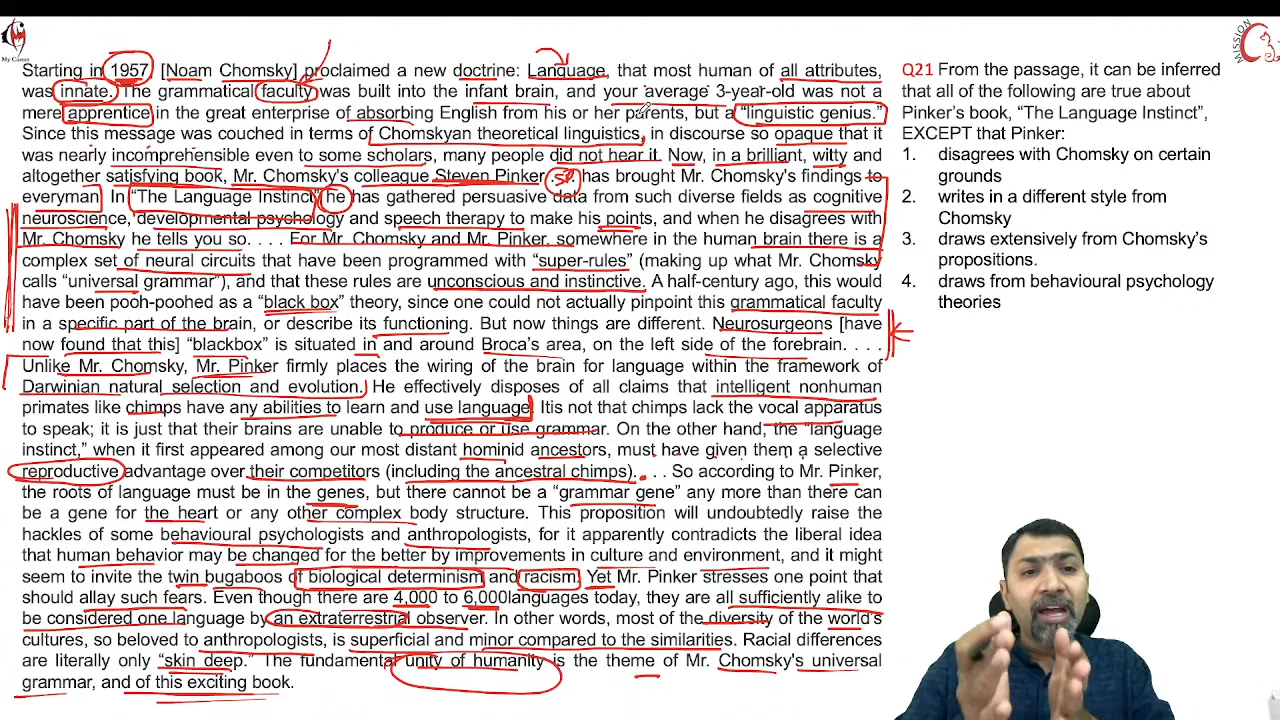 My Career
MISSION
Starting in 1957 [Noam Chomsky] proclaimed a new doctrine: Language, that most human of all attributes,
was innate. The grammatical faculty was built into the infant brain, and your average 3-year-old was not a
mere apprentice in the great enterprise of absorbing English from his or her parents, but a “linguistic genius.”
Since this message was couched in terms of Chomskyan theoretical linguistics, in discourse so opaque that it
was nearly incomprehensible even to some scholars, many people did not hear it. Now, in a brilliant, witty and
altogether satisfying book, Mr. Chomsky's colleague Steven Pinker SP has brought Mr. Chomsky's findings to
everyman. In “The Language Instinct” he has gathered persuasive data from such diverse fields as cognitive
neuroscience, developmental psychology and speech therapy to make his points, and when he disagrees with
Mr. Chomsky he tells you so. . . . For Mr. Chomsky and Mr. Pinker, somewhere in the human brain there is a
complex set of neural circuits that have been programmed with “super-rules” (making up what Mr. Chomsky
calls “universal grammar”), and that these rules are unconscious and instinctive. A half-century ago, this would
have been pooh-poohed as a “black box” theory, since one could not actually pinpoint this grammatical faculty
in a specific part of the brain, or describe its functioning. But now things are different. Neurosurgeons [have
now found that this] “blackbox” is situated in and around Broca's area, on the left side of the forebrain. . . .
Unlike Mr. Chomsky, Mr. Pinker firmly places the wiring of the brain for language within the framework of
Darwinian natural selection and evolution. He effectively disposes of all claims that intelligent nonhuman
primates like chimps have any abilities to learn and use language. Itis not that chimps lack the vocal apparatus
to speak; it is just that their brains are unable to produce or use grammar. On the other hand, the “language
instinct,” when it first appeared among our most distant hominid ancestors, must have given them a selective
reproductive advantage over their competitors (including the ancestral chimps). . . . So according to Mr. Pinker,
the roots of language must be in the genes, but there cannot be a “grammar gene” any more than there can
be a gene for the heart or any other complex body structure. This proposition will undoubtedly raise the
hackles of some behavioural psychologists and anthropologists, for it apparently contradicts the liberal idea
that human behavior may be changed for the better by improvements in culture and environment, and it might
seem to invite the twin bugaboos of biological determinism and racism. Yet Mr. Pinker stresses one point that
should allay such fears. Even though there are 4,000 to 6,000languages today, they are all sufficiently alike to
be considered one language by an extraterrestrial observer. In other words, most of the diversity of the world's
cultures, so beloved to anthropologists, is superficial and minor compared to the similarities. Racial differences
are literally only “skin deep.” The fundamental unity of humanity is the theme of Mr. Chomsky's universal
grammar, and of this exciting book.
Q21 From the passage, it can be inferred
that all of the following are true about
Pinker's book, “The Language Instinct”,
EXCEPT that Pinker:
1. disagrees with Chomsky on certain
grounds
2. writes in a different style from
Chomsky
3. draws extensively from Chomsky's
propositions.
4. draws from behavioural psychology
theories